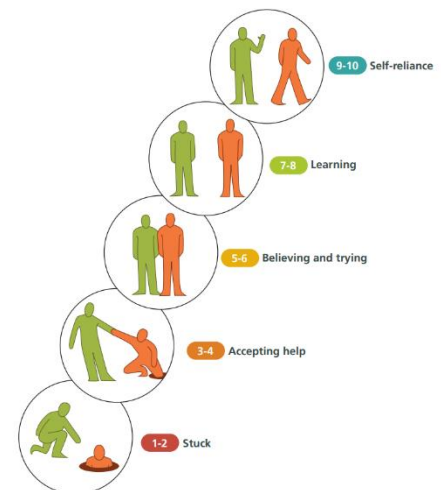 9-10 Self-reliance
7-8 Learning
5-6 Believing and trying
3-4 Accepting help
1-2 Stuck